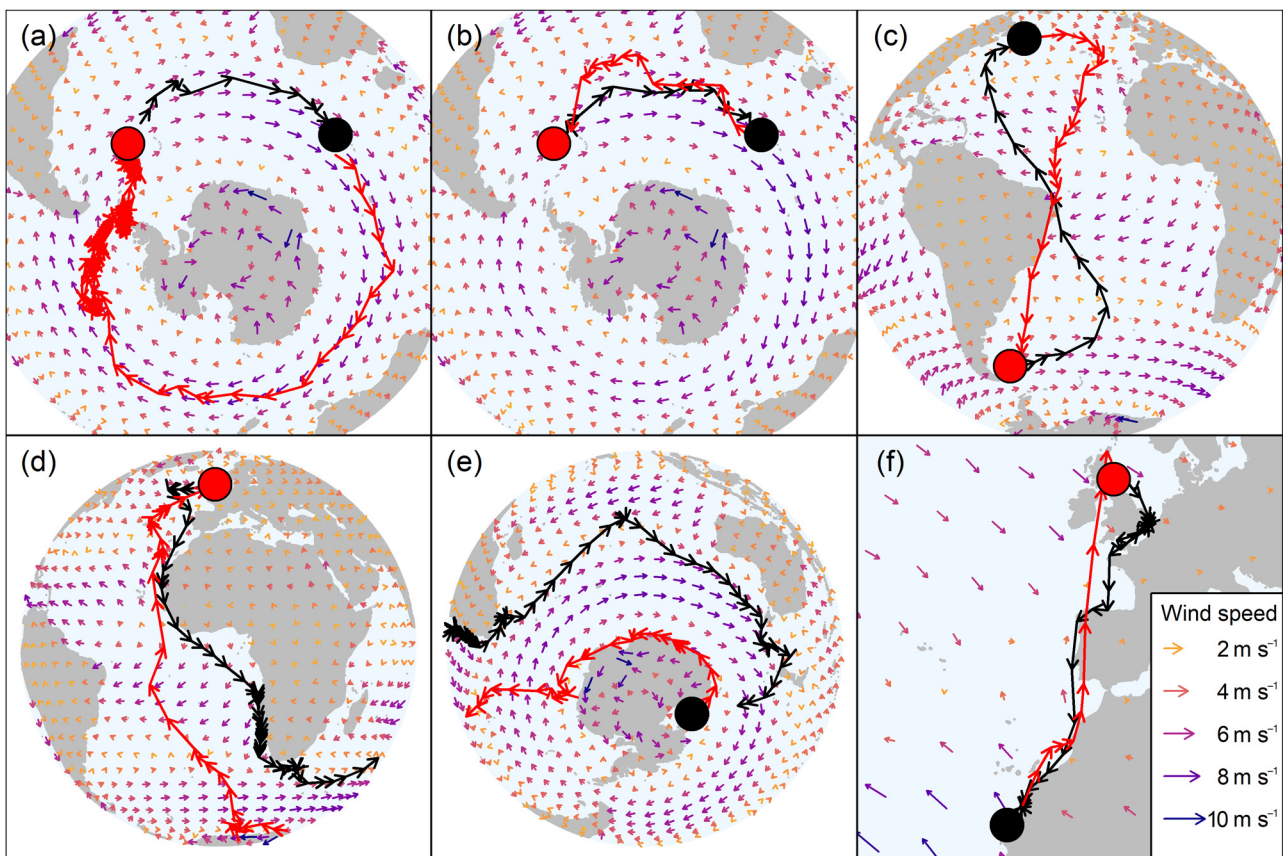 (a)
(b)
(c)
(d)
(e)
(f)
Wind speed
2 m s⁻¹
4 m s⁻¹
6 m s⁻¹
8 m s⁻¹
10 m s⁻¹